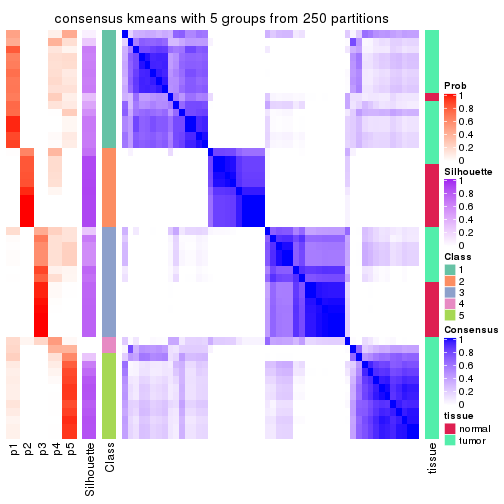 consensus kmeans with 5 groups from 250 partitions
Prob
1
0.8
0.6
0.4
0.2
0
Silhouette
1
0.8
0.6
0.4
0.2
0
Class
1
2
3
4
5
Consensus
1
0.8
0.6
0.4
0.2
0
tissue
normal
tumor
p1
p2
p3
p4
p5
Silhouette
Class
tissue